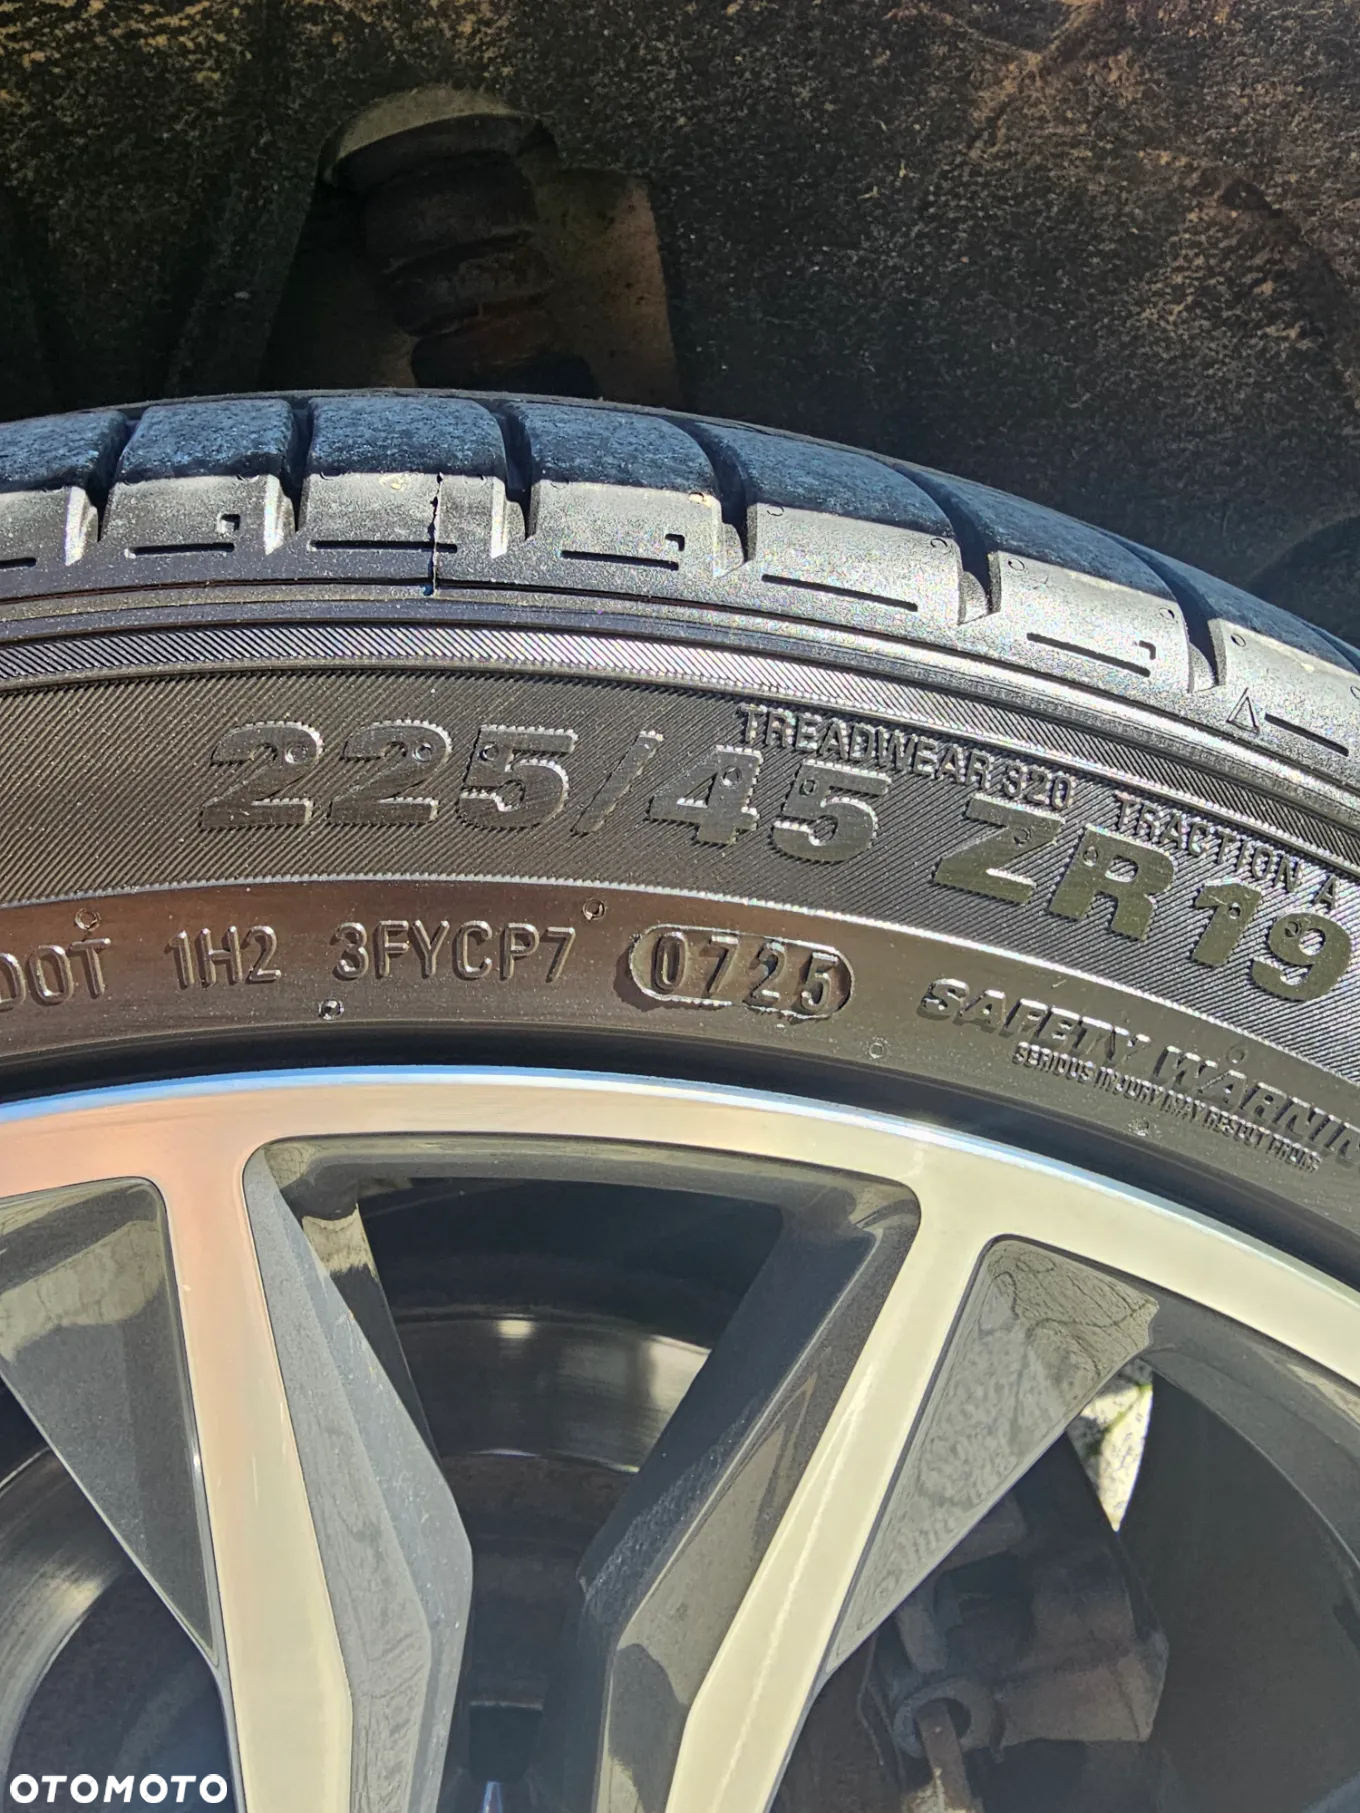 TREADWEAR 320 TRACTION A
225/45 ZR19
DOT 1H2 3FYCP7 0725
SAFETY WARNING
SERIOUS INJURY MAY RESULT FROM
OTOMOTO